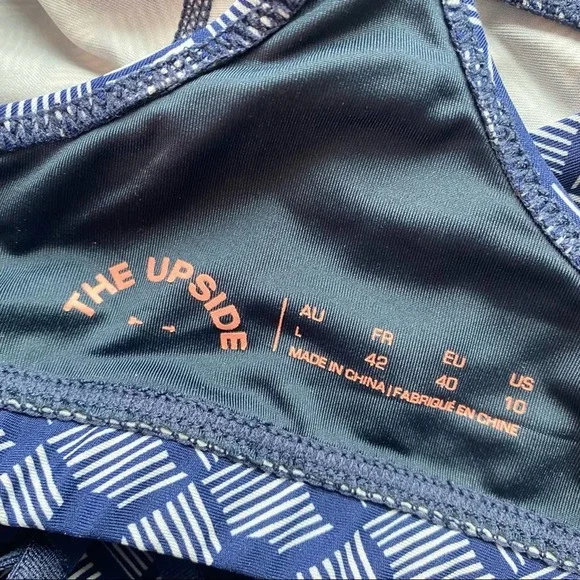 THE UPSIDE
AU FR EU US
L 42 40 10
MADE IN CHINA | FABRIQUÉ EN CHINE